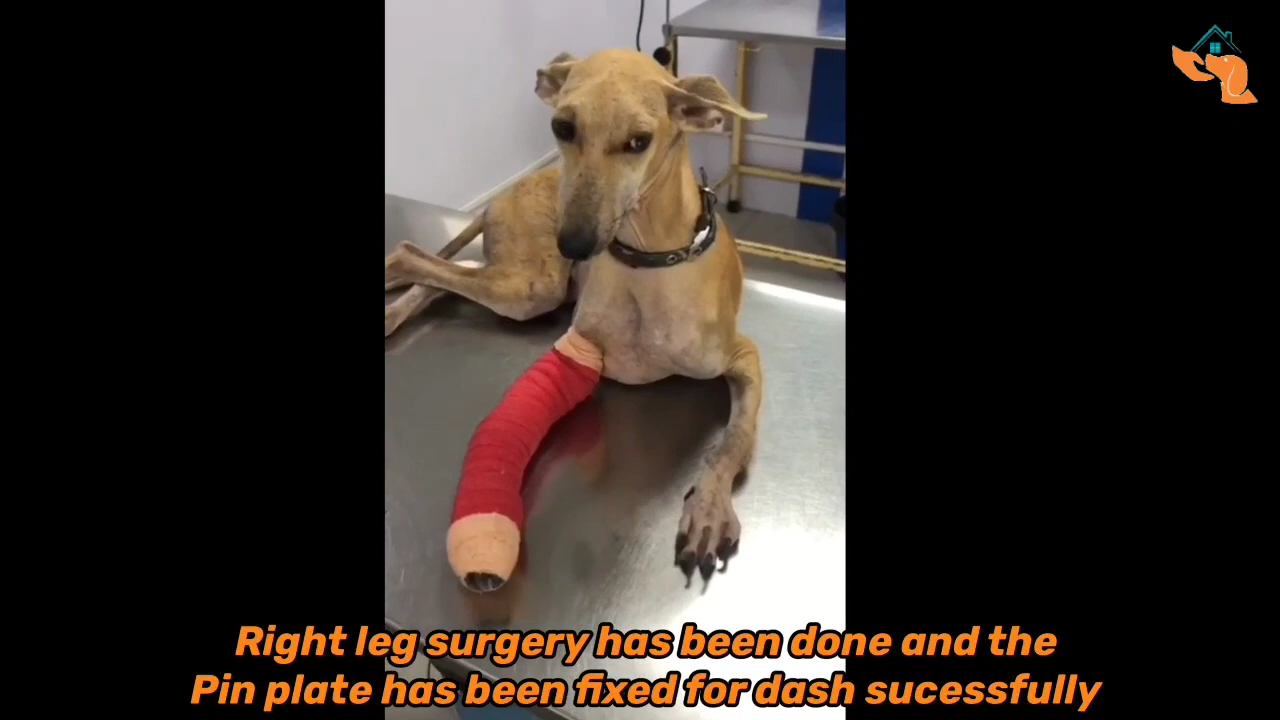 Right leg surgery has been done and the
Pin plate has been fixed for dash sucessfully